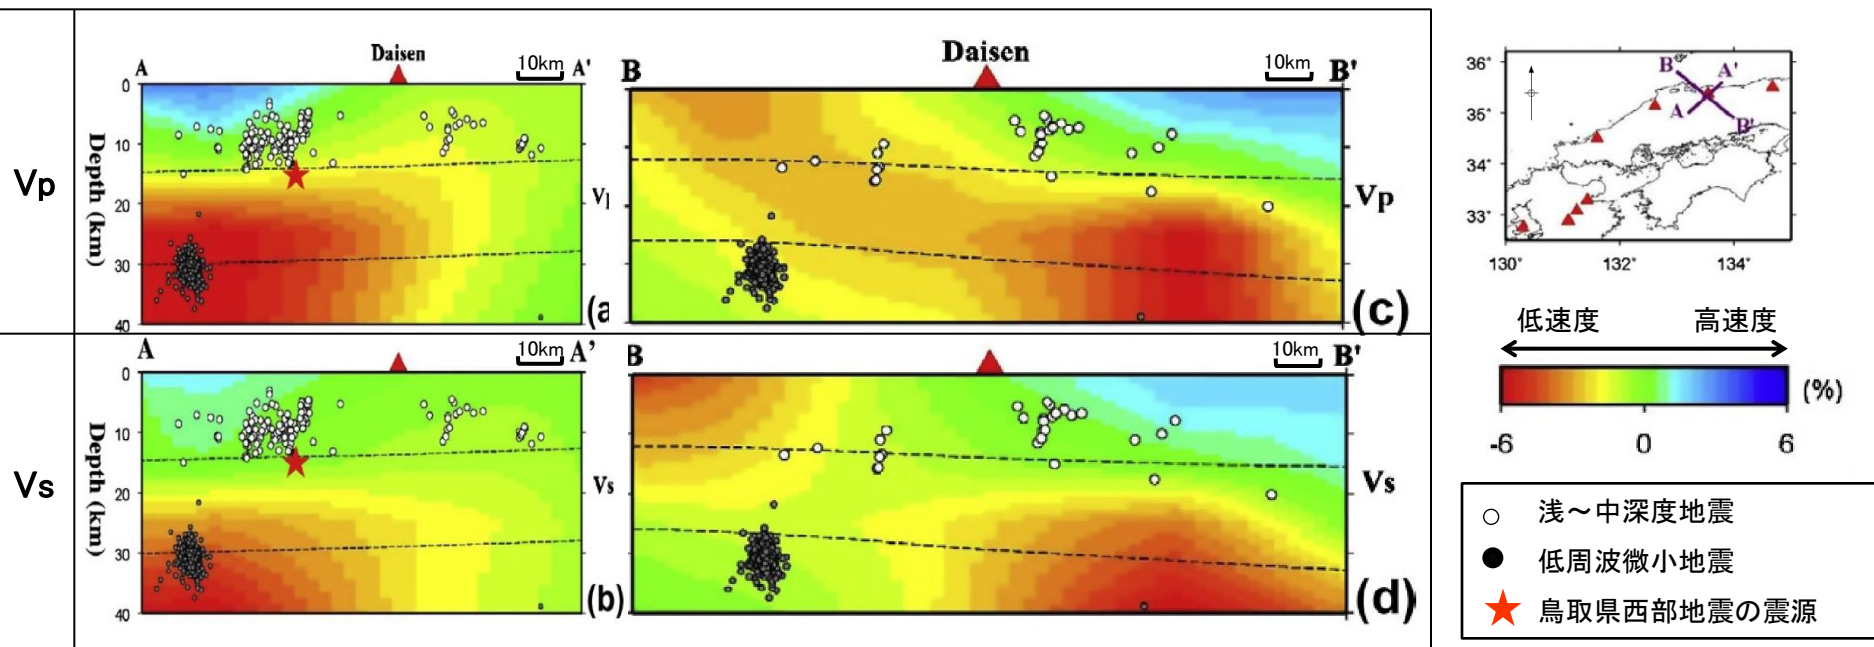 Vp
A
Daisen
10km
A'
0
10
20
30
40
Depth (km)
(a
B
Daisen
10km
B'
Vp
(c)
Vs
A
10km
A'
0
10
20
30
40
Depth (km)
Vs
(b)
B
10km
B'
Vs
(d)
36°
35°
34°
33°
130°
132°
134°
B
A'
A
B'
低速度
高速度
-6
0
6
(%)
浅～中深度地震
低周波微小地震
鳥取県西部地震の震源